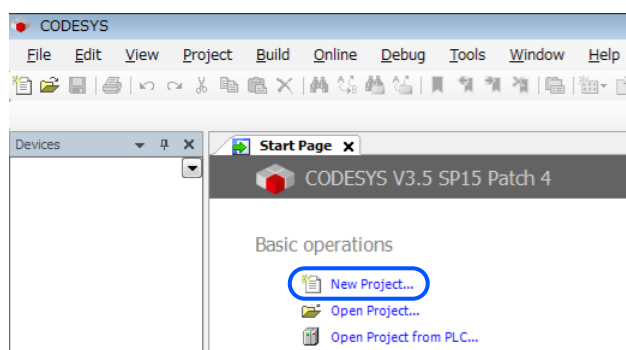 CODESYS
File Edit View Project Build Online Debug Tools Window Help
Devices
Start Page
CODESYS V3.5 SP15 Patch 4
Basic operations
New Project...
Open Project...
Open Project from PLC...